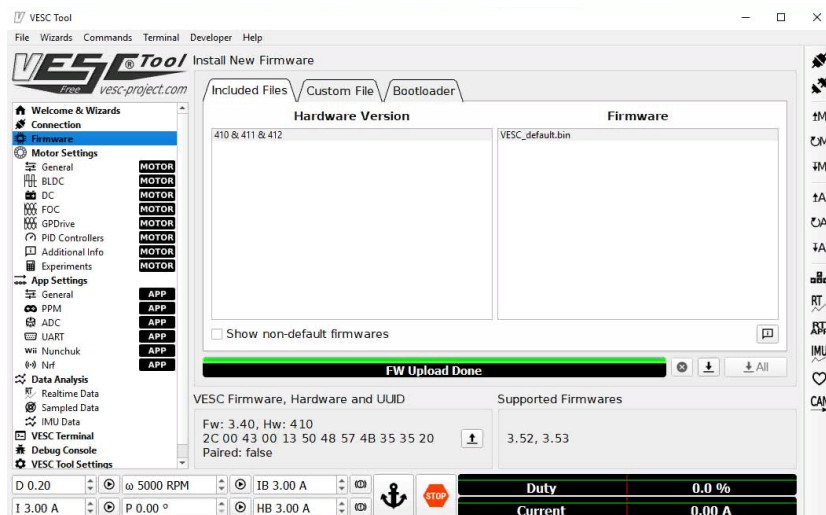 VESC Tool
File Wizards Commands Terminal Developer Help
VESC® Tool
Free vesc-project.com
Welcome & Wizards
Connection
Firmware
Motor Settings
General MOTOR
BLDC MOTOR
DC MOTOR
FOC MOTOR
GPDrive MOTOR
PID Controllers MOTOR
Additional Info MOTOR
Experiments MOTOR
App Settings
General APP
PPM APP
ADC APP
UART APP
Wii Nunchuk APP
Nrf APP
Data Analysis
RT Realtime Data
Sampled Data
IMU Data
VESC Terminal
Debug Console
VESC Tool Settings
Install New Firmware
Included Files Custom File Bootloader
Hardware Version Firmware
410 & 411 & 412 VESC_default.bin
Show non-default firmwares
FW Upload Done
All
VESC Firmware, Hardware and UUID
Fw: 3.40, Hw: 410
2C 00 43 00 13 50 48 57 4B 35 35 20
Paired: false
Supported Firmwares
3.52, 3.53
M
M
M
A
A
A
RT
RT
APP
IMU
CAN
D 0.20 ω 5000 RPM IB 3.00 A
I 3.00 A P 0.00 ° HB 3.00 A
STOP
Duty 0.0 %
Current 0.00 A